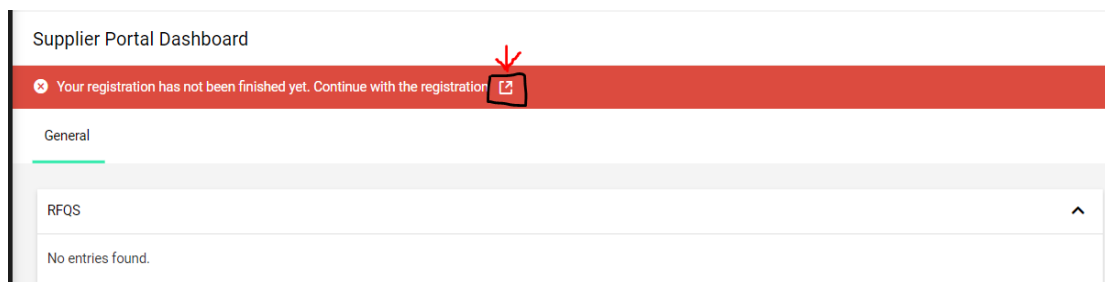 Supplier Portal Dashboard
Your registration has not been finished yet. Continue with the registration
General
RFQS
No entries found.